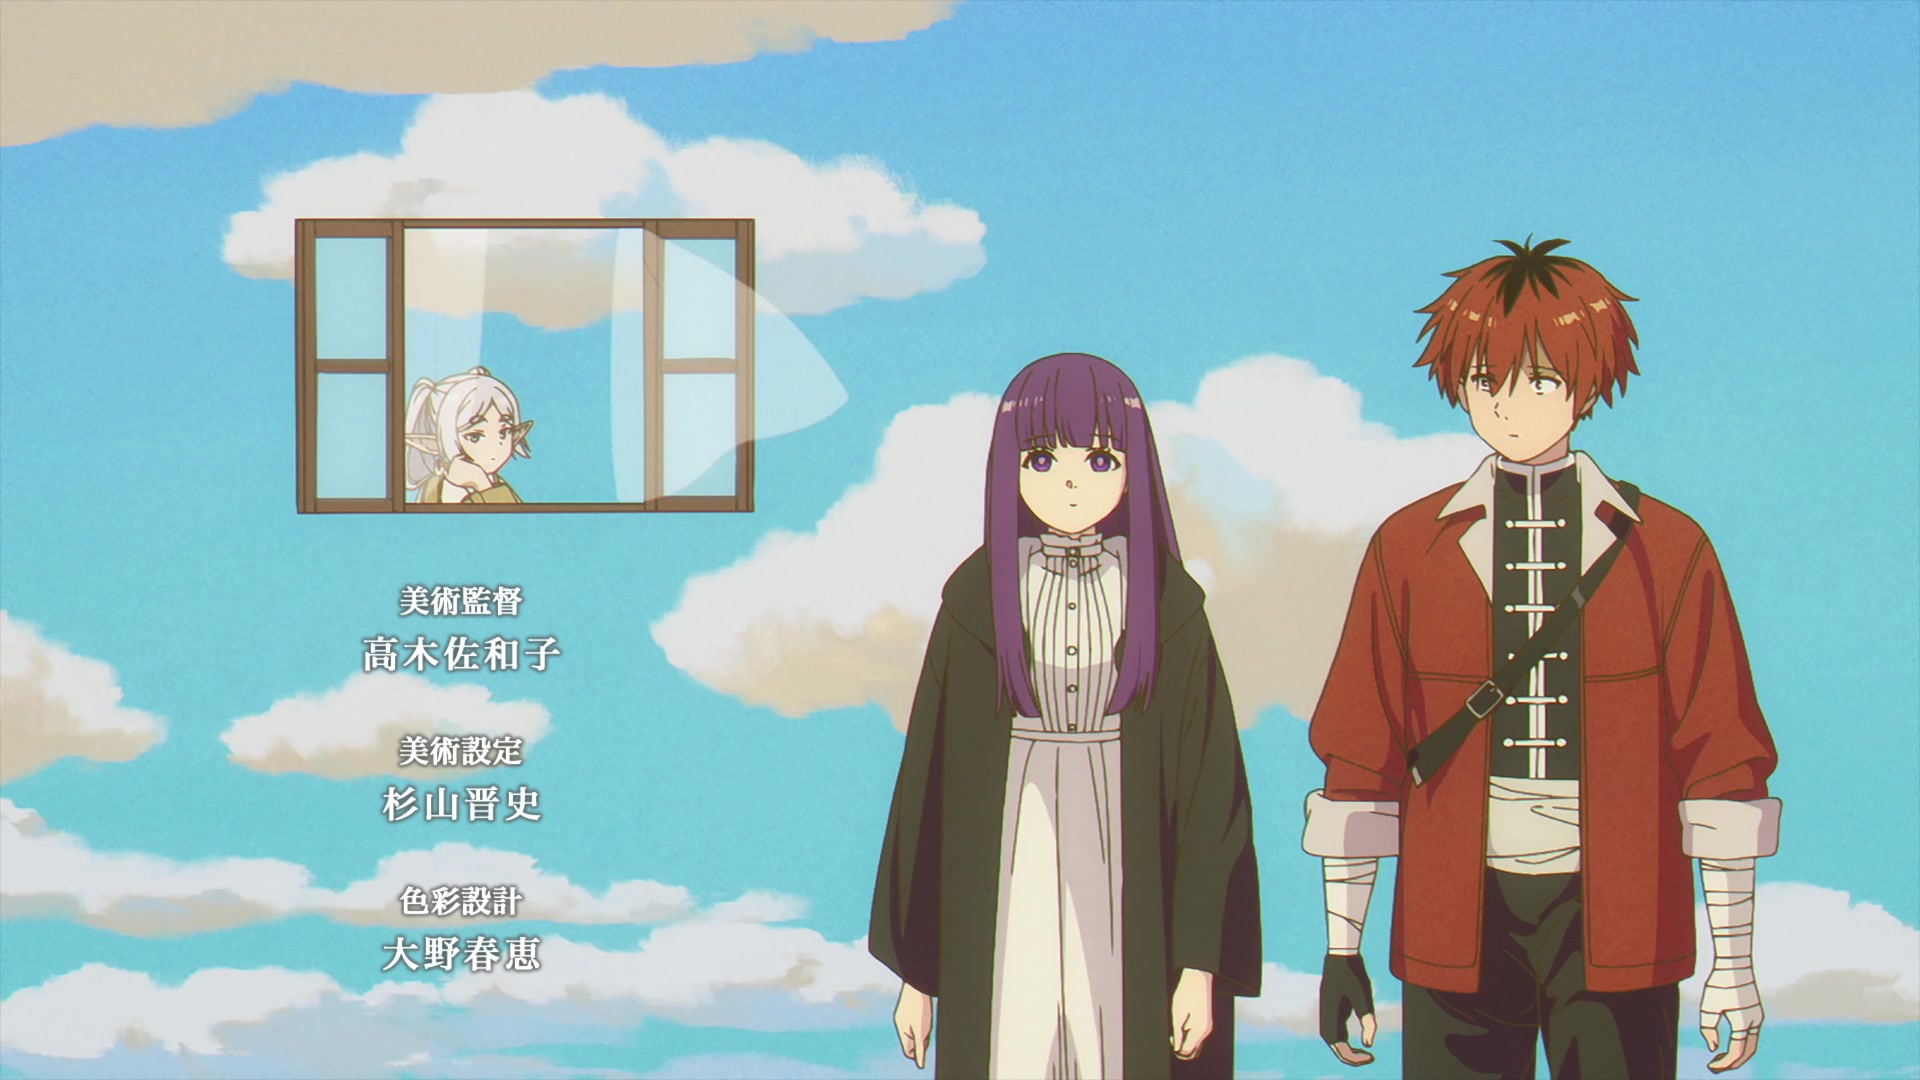 美術監督
高木佐和子
美術設定
杉山晋史
色彩設計
大野春恵